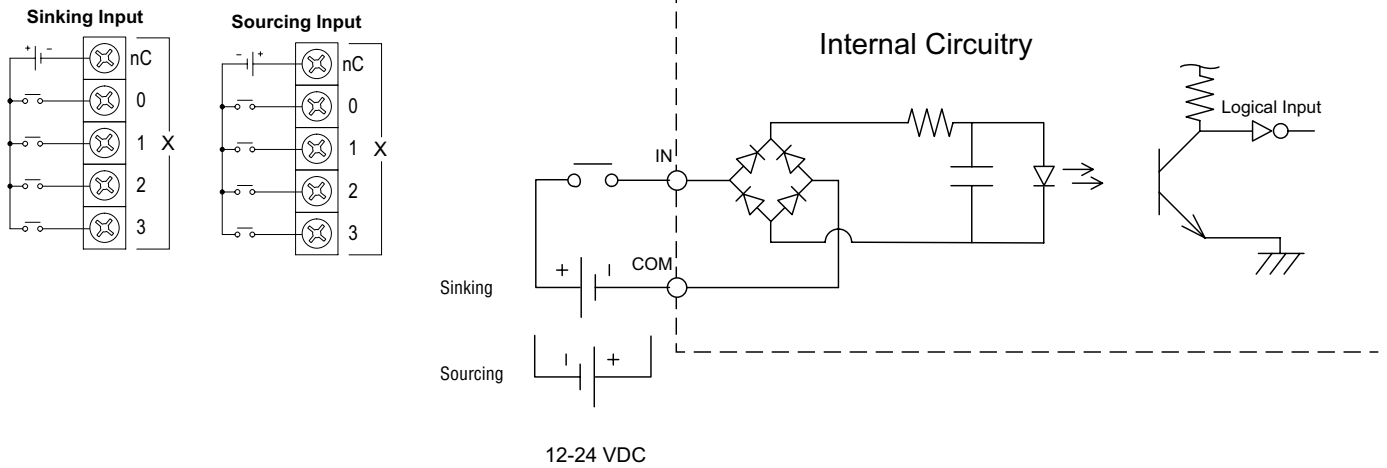 Sinking Input
+ -
nC
0
1
X
2
3
Sourcing Input
- +
nC
0
1
X
2
3
Internal Circuitry
Logical Input
IN
COM
Sinking
+ -
Sourcing
- +
12-24 VDC